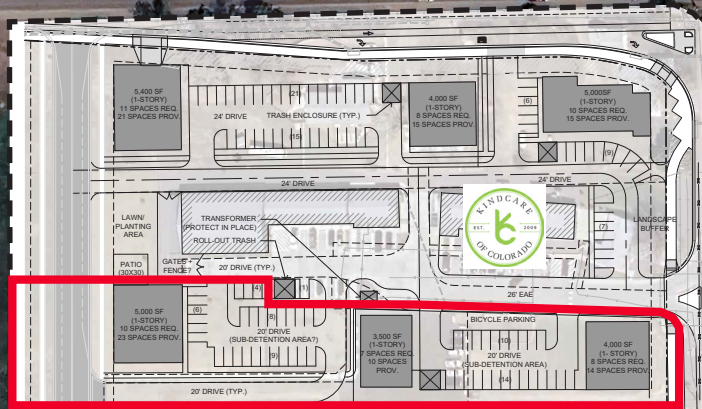 5,400 SF
(1-STORY)
11 SPACES REQ.
21 SPACES PROV.
(21)
24' DRIVE
TRASH ENCLOSURE (TYP.)
(15)
4,000 SF
(1-STORY)
8 SPACES REQ.
15 SPACES PROV.
(6)
5,000SF
(1-STORY)
10 SPACES REQ.
15 SPACES PROV.
(9)
24' DRIVE
24' DRIVE
LAWN/
PLANTING
AREA
TRANSFORMER
(PROTECT IN PLACE)
ROLL-OUT TRASH
KINDCARE
EST. 2009
OF COLORADO
(7)
LANDSCAPE
BUFFER
PATIO
(30X30)
GATES +
FENCE?
20' DRIVE (TYP.)
26' EAE
(4)
(1)
5,000 SF
(1-STORY)
10 SPACES REQ.
23 SPACES PROV.
(6)
(8)
20' DRIVE
(SUB-DETENTION AREA?)
(9)
20' DRIVE (TYP.)
3,500 SF
(1-STORY)
7 SPACES REQ.
10 SPACES
PROV.
BICYCLE PARKING
(10)
20' DRIVE
(SUB-DETENTION AREA)
(14)
4,000 SF
(1- STORY)
8 SPACES REQ.
14 SPACES PROV.